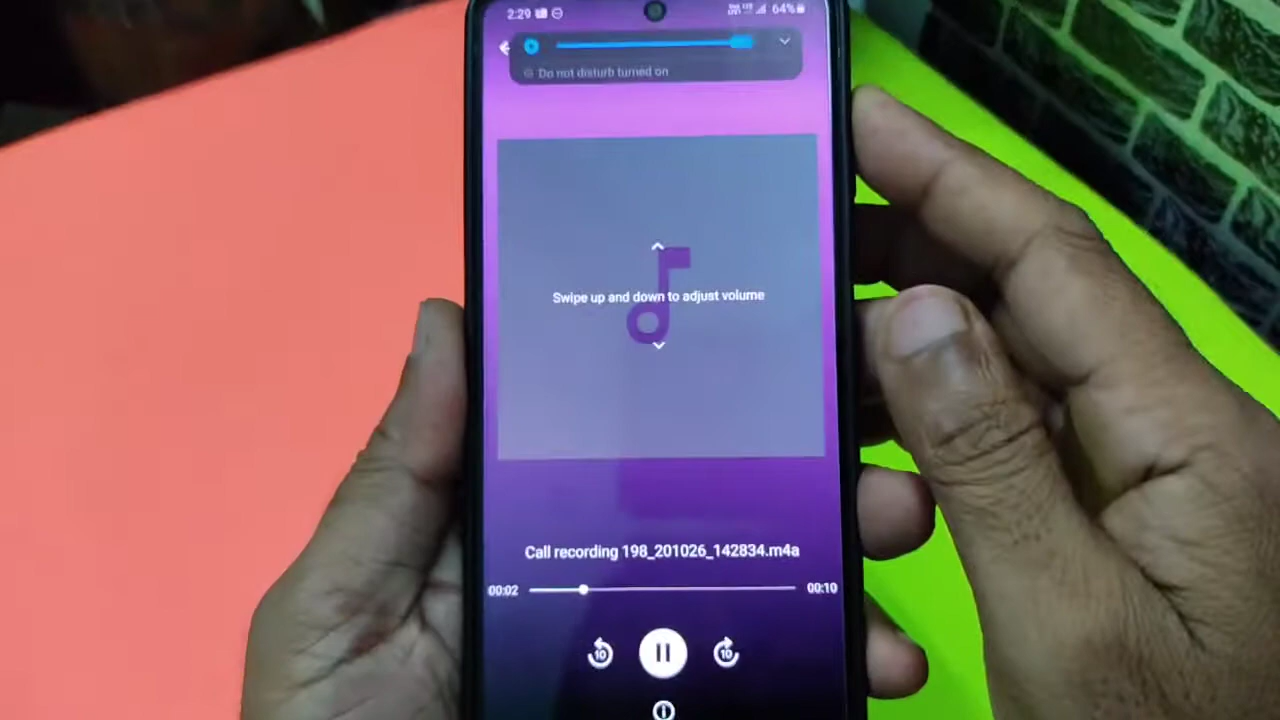 2:29
64%
Do not disturb turned on
Swipe up and down to adjust volume
Call recording 198_201026_142834.m4a
00:02
00:10
10
10